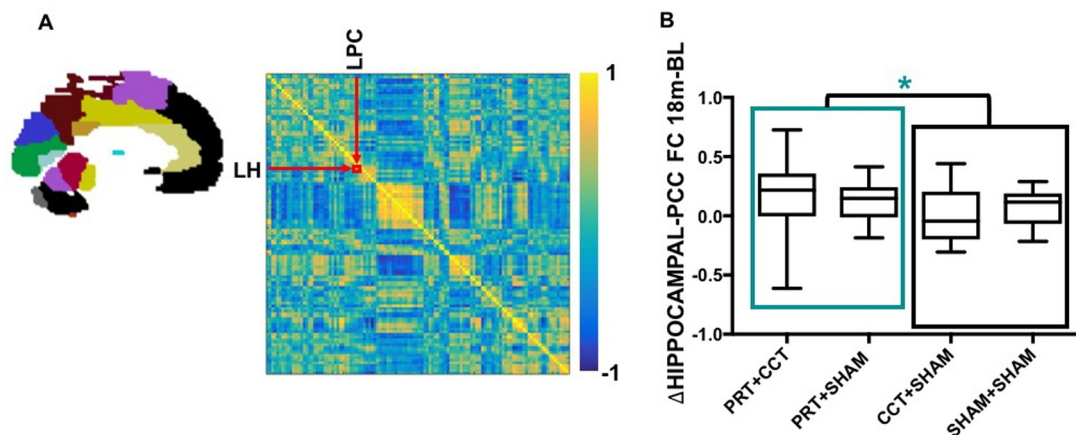 A
LPC
LH
1
-1
B
ΔHIPPOCAMPAL-PCC FC 18m-BL
*
1.0
0.5
0.0
-0.5
-1.0
PRT+CCT
PRT+SHAM
CCT+SHAM
SHAM+SHAM